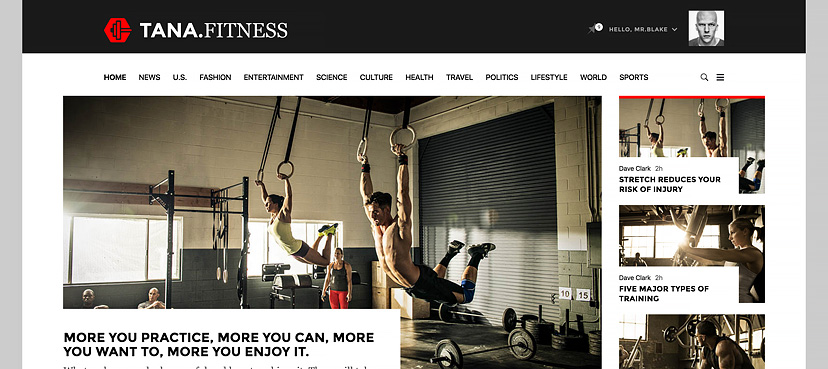 TANA.FITNESS
HELLO, MR.BLAKE
HOME NEWS U.S. FASHION ENTERTAINMENT SCIENCE CULTURE HEALTH TRAVEL POLITICS LIFESTYLE WORLD SPORTS
10 15
Dave Clark 2h
STRETCH REDUCES YOUR
RISK OF INJURY
Dave Clark 2h
FIVE MAJOR TYPES OF
TRAINING
MORE YOU PRACTICE, MORE YOU CAN, MORE
YOU WANT TO, MORE YOU ENJOY IT.